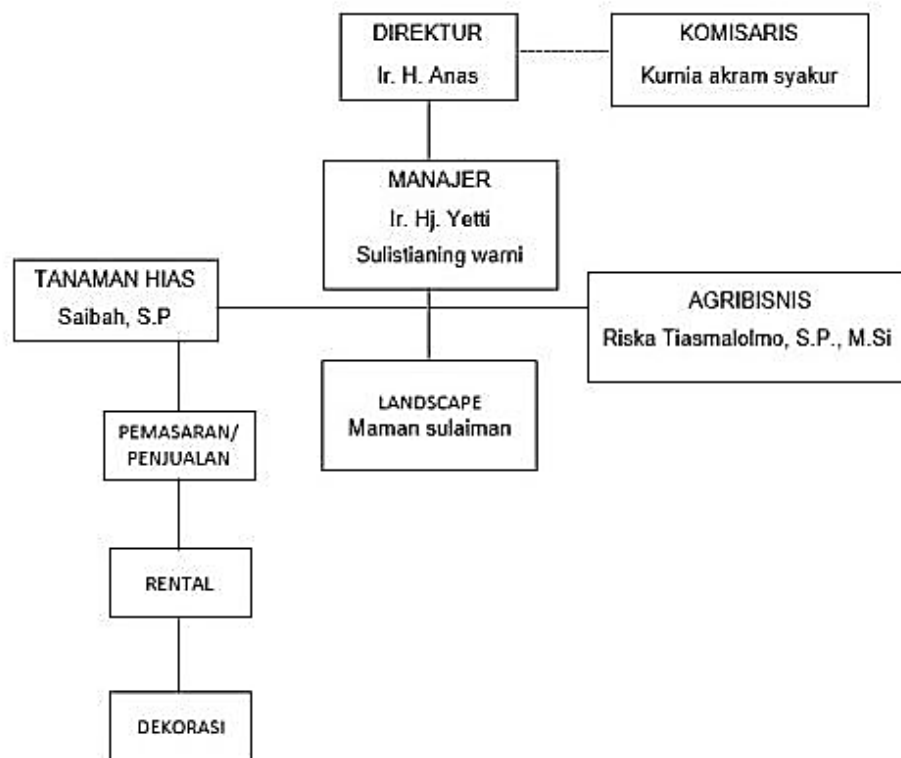 DIREKTUR
Ir. H. Anas
KOMISARIS
Kurnia akram syakur
MANAJER
Ir. Hj. Yetti
Sulistianing warni
TANAMAN HIAS
Saibah, S.P
AGRIBISNIS
Riska Tiasmalolmo, S.P., M.Si
LANDSCAPE
Maman sulaiman
PEMASARAN/
PENJUALAN
RENTAL
DEKORASI